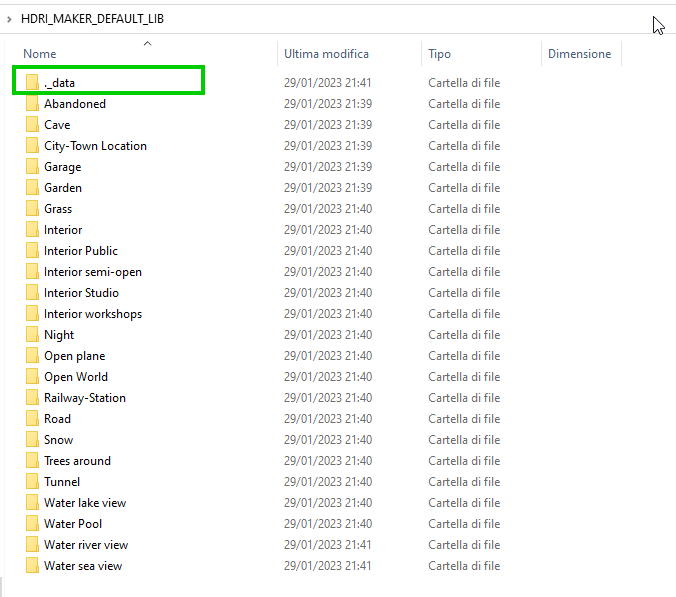 HDRI_MAKER_DEFAULT_LIB
Nome Ultima modifica Tipo Dimensione
._data 29/01/2023 21:41 Cartella di file
Abandoned 29/01/2023 21:39 Cartella di file
Cave 29/01/2023 21:39 Cartella di file
City-Town Location 29/01/2023 21:39 Cartella di file
Garage 29/01/2023 21:39 Cartella di file
Garden 29/01/2023 21:39 Cartella di file
Grass 29/01/2023 21:40 Cartella di file
Interior 29/01/2023 21:40 Cartella di file
Interior Public 29/01/2023 21:40 Cartella di file
Interior semi-open 29/01/2023 21:40 Cartella di file
Interior Studio 29/01/2023 21:40 Cartella di file
Interior workshops 29/01/2023 21:40 Cartella di file
Night 29/01/2023 21:40 Cartella di file
Open plane 29/01/2023 21:40 Cartella di file
Open World 29/01/2023 21:40 Cartella di file
Railway-Station 29/01/2023 21:40 Cartella di file
Road 29/01/2023 21:40 Cartella di file
Snow 29/01/2023 21:40 Cartella di file
Trees around 29/01/2023 21:40 Cartella di file
Tunnel 29/01/2023 21:40 Cartella di file
Water lake view 29/01/2023 21:40 Cartella di file
Water Pool 29/01/2023 21:40 Cartella di file
Water river view 29/01/2023 21:41 Cartella di file
Water sea view 29/01/2023 21:41 Cartella di file